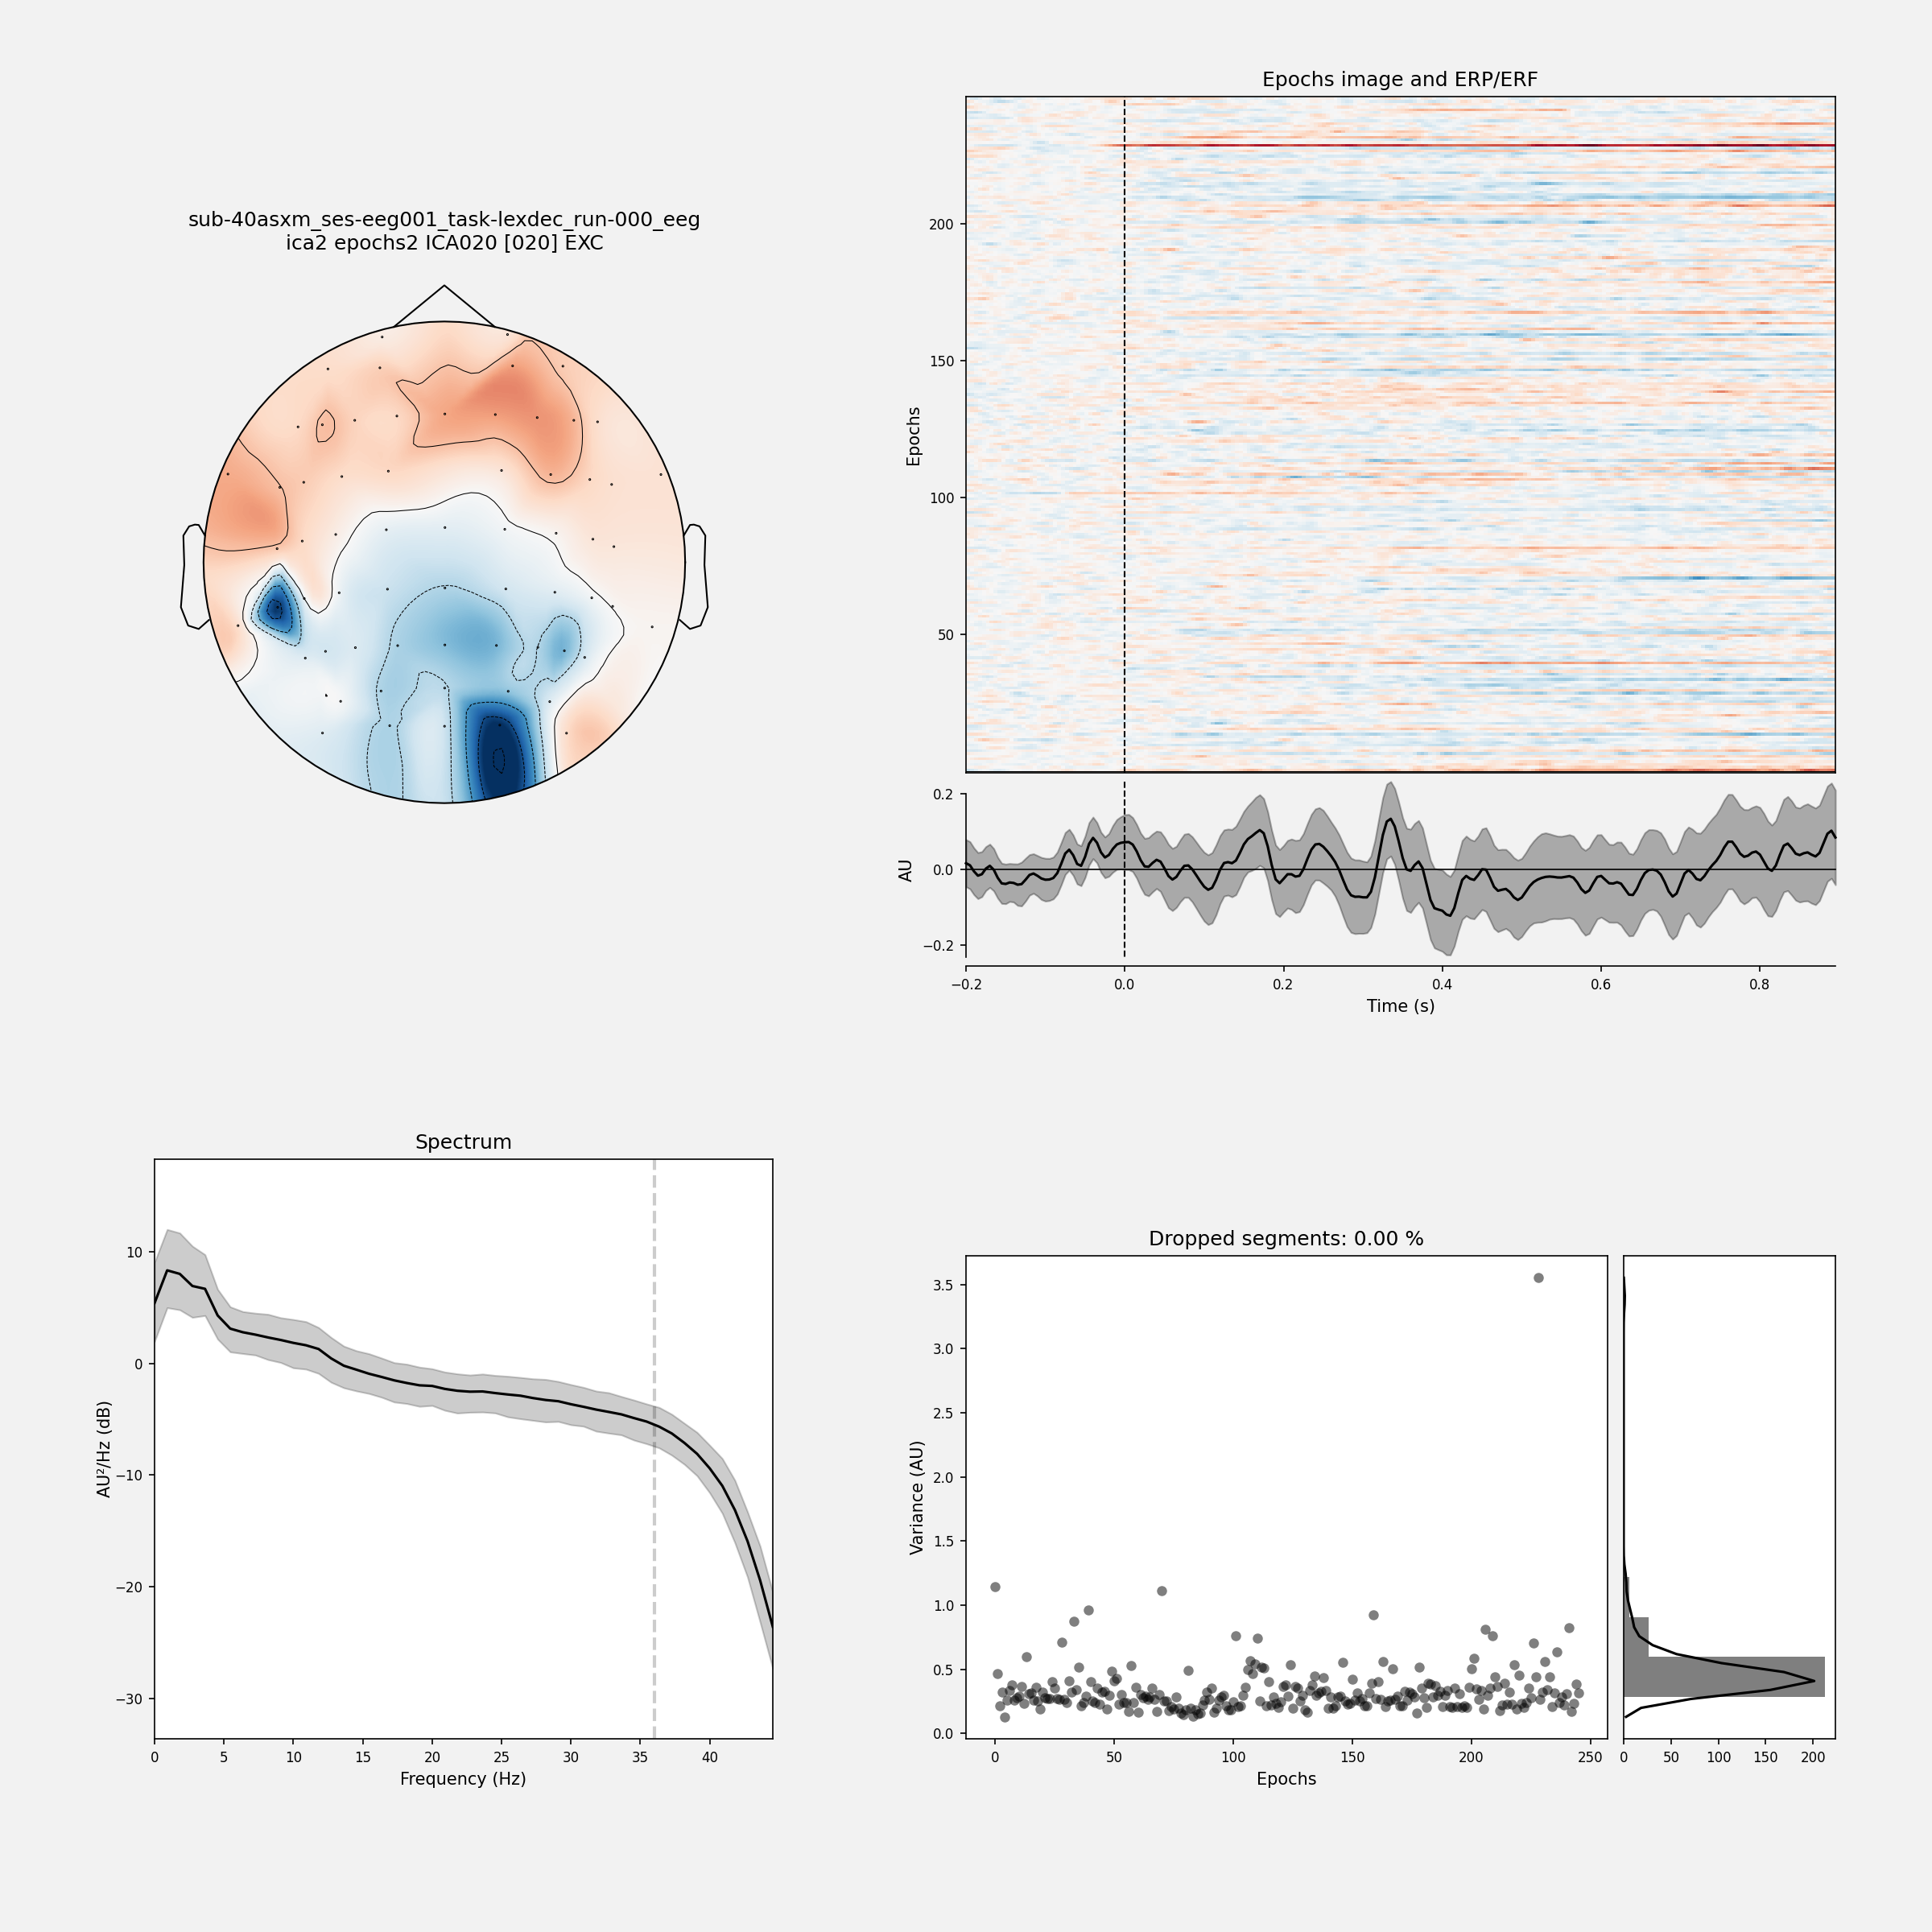 sub-40asxm_ses-eeg001_task-lexdec_run-000_eeg
ica2 epochs2 ICA020 [020] EXC
Epochs image and ERP/ERF
Epochs
200
150
100
50
AU
0.2
0.0
−0.2
−0.2 0.0 0.2 0.4 0.6 0.8
Time (s)
Spectrum
AU²/Hz (dB)
10
0
−10
−20
−30
0 5 10 15 20 25 30 35 40
Frequency (Hz)
Dropped segments: 0.00 %
Variance (AU)
3.5
3.0
2.5
2.0
1.5
1.0
0.5
0.0
0 50 100 150 200 250
Epochs
0 50 100 150 200